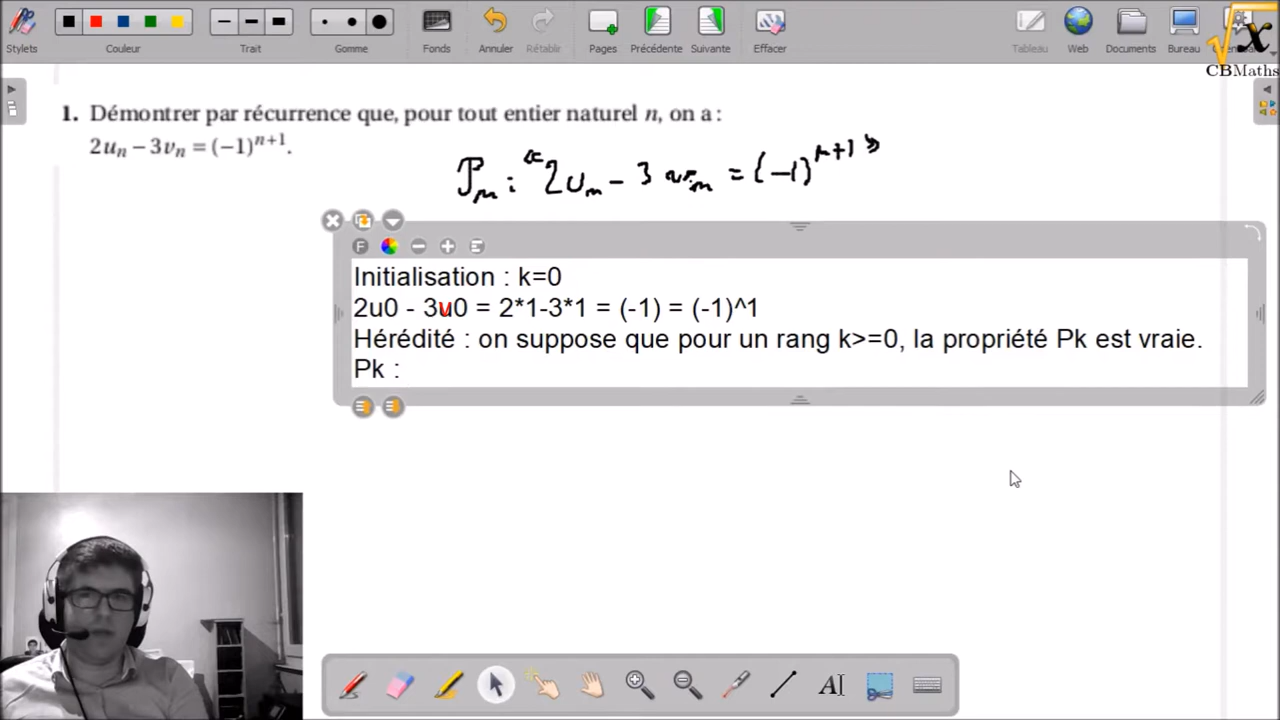 Stylets Couleur Trait Gomme Fonds Annuler Rétablir Pages Précédente Suivante Effacer Tableau Web Documents Bureau
√x
CBMaths
1. Démontrer par récurrence que, pour tout entier naturel n, on a :
2uₙ − 3vₙ = (−1)ⁿ⁺¹.
Pₙ : « 2uₙ − 3vₙ = (−1)ⁿ⁺¹ »
F
Initialisation : k=0
2u0 - 3v0 = 2*1-3*1 = (-1) = (-1)^1
Hérédité : on suppose que pour un rang k>=0, la propriété Pk est vraie.
Pk :
AI